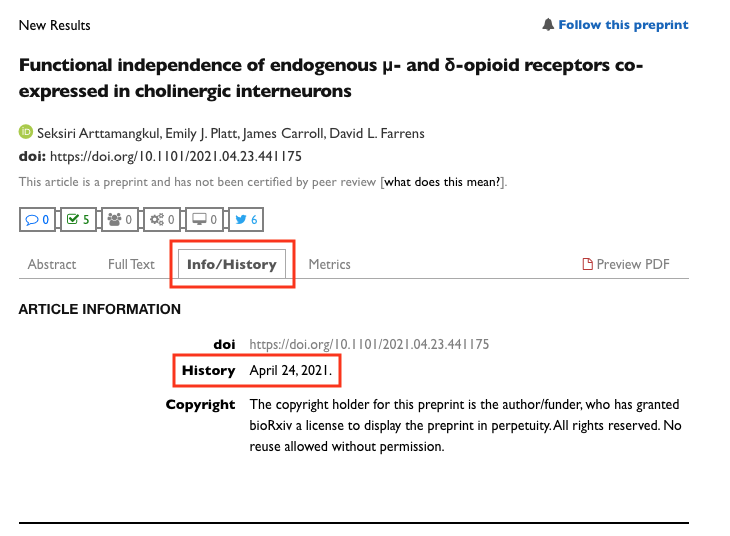 New Results
Follow this preprint
Functional independence of endogenous μ- and δ-opioid receptors co-
expressed in cholinergic interneurons
iD Seksiri Arttamangkul, Emily J. Platt, James Carroll, David L. Farrens
doi: https://doi.org/10.1101/2021.04.23.441175
This article is a preprint and has not been certified by peer review [what does this mean?].
0 5 0 0 0 6
Abstract Full Text Info/History Metrics Preview PDF
ARTICLE INFORMATION
doi https://doi.org/10.1101/2021.04.23.441175
History April 24, 2021.
Copyright The copyright holder for this preprint is the author/funder, who has granted
bioRxiv a license to display the preprint in perpetuity. All rights reserved. No
reuse allowed without permission.